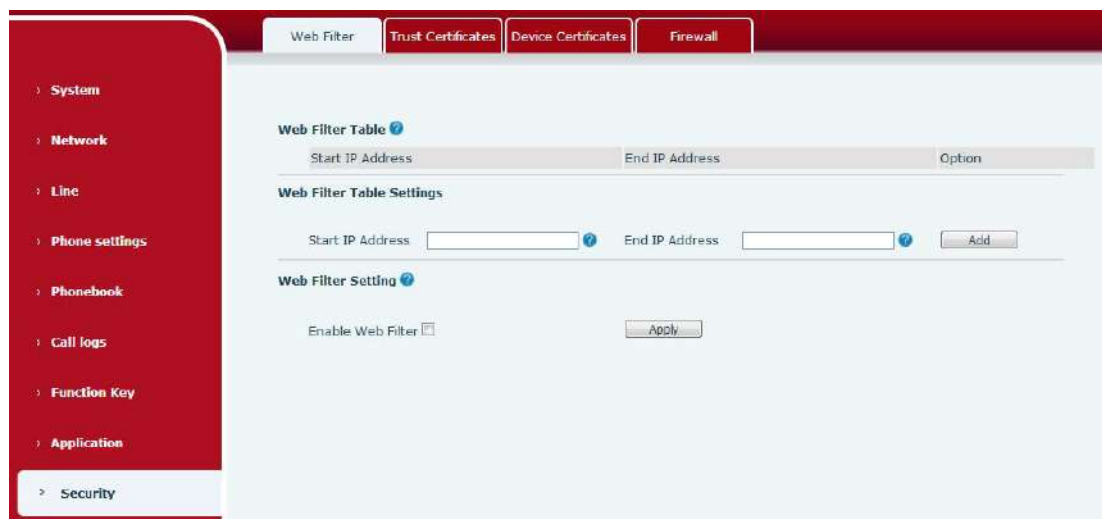 Web Filter
Trust Certificates
Device Certificates
Firewall
System
Network
Line
Phone settings
Phonebook
Call logs
Function Key
Application
Security
Web Filter Table
Start IP Address End IP Address Option
Web Filter Table Settings
Start IP Address End IP Address Add
Web Filter Setting
Enable Web Filter Apply